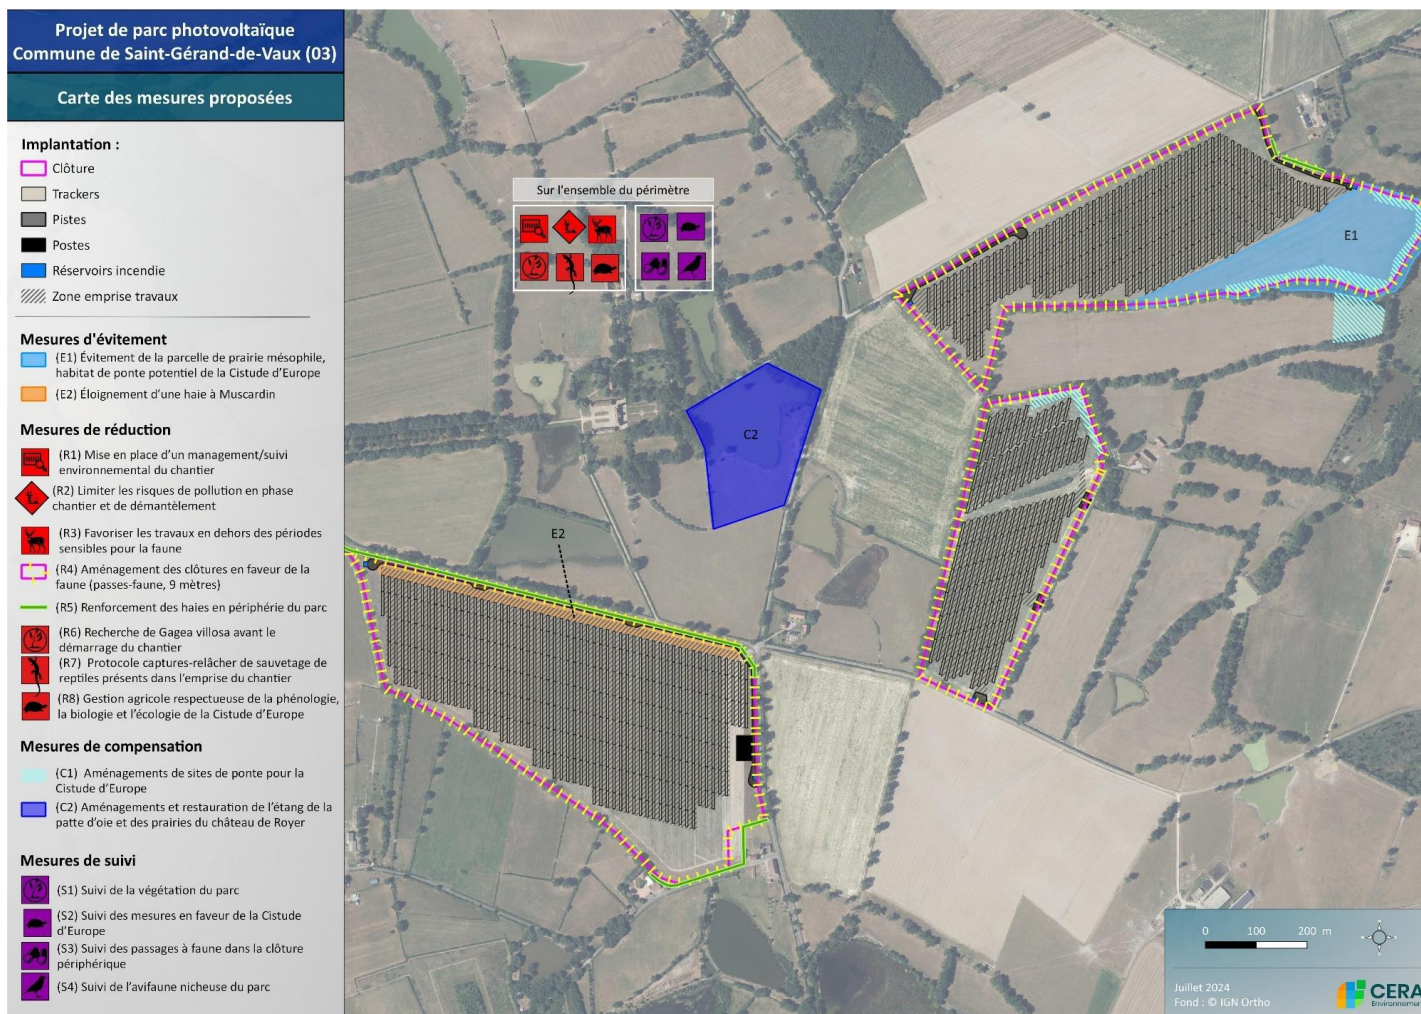 Projet de parc photovoltaïque
Commune de Saint-Gérand-de-Vaux (03)
Carte des mesures proposées
Implantation :
Clôture
Trackers
Pistes
Postes
Réservoirs incendie
Zone emprise travaux
Mesures d'évitement
(E1) Évitement de la parcelle de prairie mésophile,
habitat de ponte potentiel de la Cistude d'Europe
(E2) Éloignement d'une haie à Muscardin
Mesures de réduction
(R1) Mise en place d'un management/suivi
environnemental du chantier
(R2) Limiter les risques de pollution en phase
chantier et de démantèlement
(R3) Favoriser les travaux en dehors des périodes
sensibles pour la faune
(R4) Aménagement des clôtures en faveur de la
faune (passes-faune, 9 mètres)
(R5) Renforcement des haies en périphérie du parc
(R6) Recherche de Gagea villosa avant le
démarrage du chantier
(R7) Protocole captures-relâcher de sauvetage de
reptiles présents dans l'emprise du chantier
(R8) Gestion agricole respectueuse de la phénologie,
la biologie et l'écologie de la Cistude d'Europe
Mesures de compensation
(C1) Aménagements de sites de ponte pour la
Cistude d'Europe
(C2) Aménagements et restauration de l'étang de la
patte d'oie et des prairies du château de Royer
Mesures de suivi
(S1) Suivi de la végétation du parc
(S2) Suivi des mesures en faveur de la Cistude
d'Europe
(S3) Suivi des passages à faune dans la clôture
périphérique
(S4) Suivi de l'avifaune nicheuse du parc
Sur l'ensemble du périmètre
E1
C2
E2
0 100 200 m
Juillet 2024
Fond : © IGN Ortho
CERA
Environnement